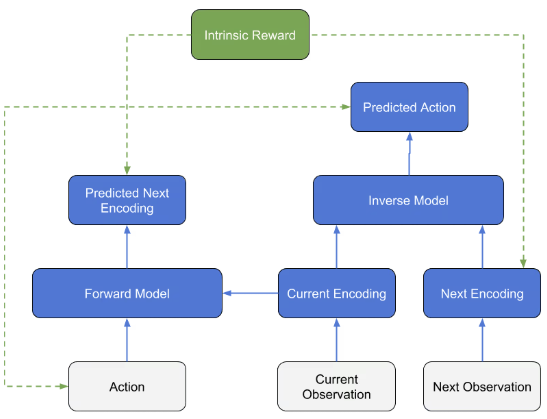 Intrinsic Reward
Predicted Action
Predicted Next
Encoding
Inverse Model
Forward Model
Current Encoding
Next Encoding
Action
Current
Observation
Next Observation